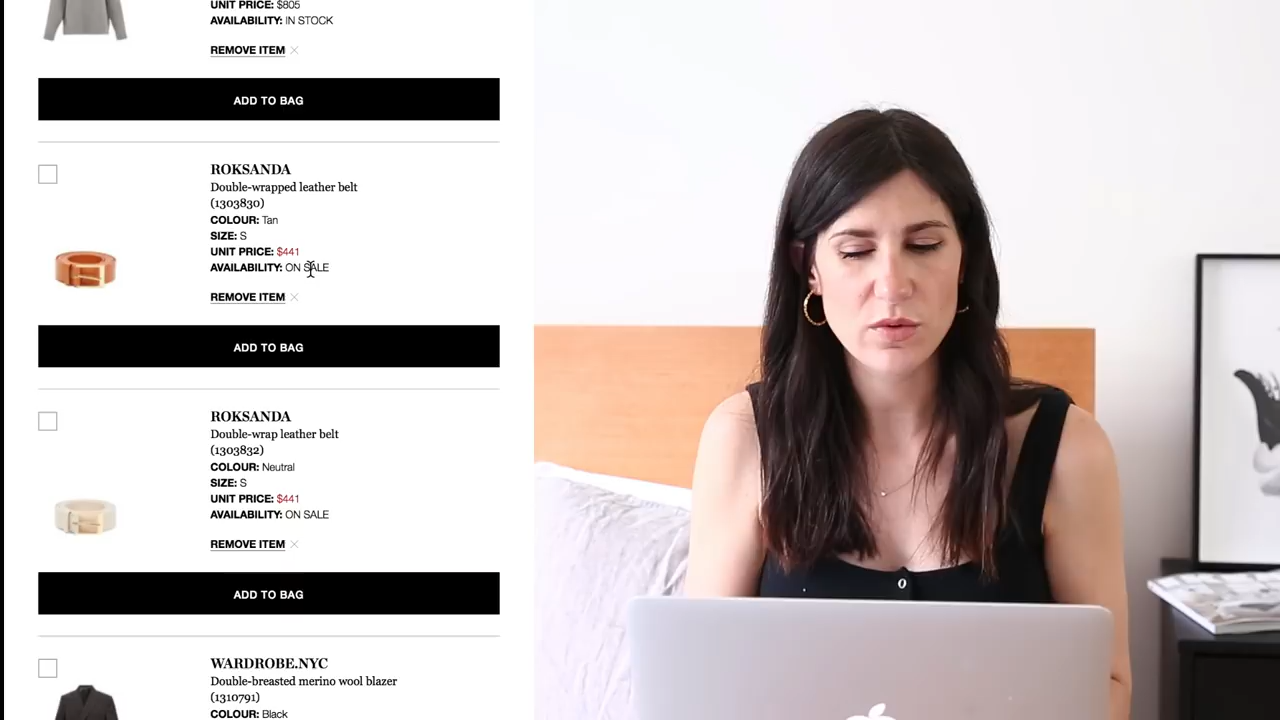 UNIT PRICE: $805
AVAILABILITY: IN STOCK
REMOVE ITEM
ADD TO BAG
ROKSANDA
Double-wrapped leather belt
(1303830)
COLOUR: Tan
SIZE: S
UNIT PRICE: $441
AVAILABILITY: ON SALE
REMOVE ITEM
ADD TO BAG
ROKSANDA
Double-wrap leather belt
(1303832)
COLOUR: Neutral
SIZE: S
UNIT PRICE: $441
AVAILABILITY: ON SALE
REMOVE ITEM
ADD TO BAG
WARDROBE.NYC
Double-breasted merino wool blazer
(1310791)
COLOUR: Black